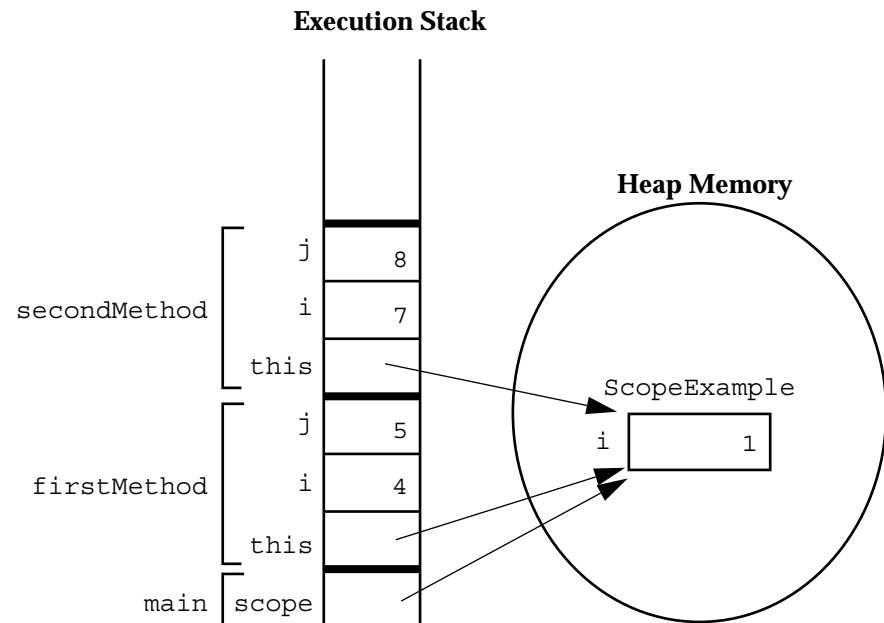 Execution Stack
Heap Memory
j 8
secondMethod i 7
this
ScopeExample
j 5
i 1
firstMethod i 4
this
main scope